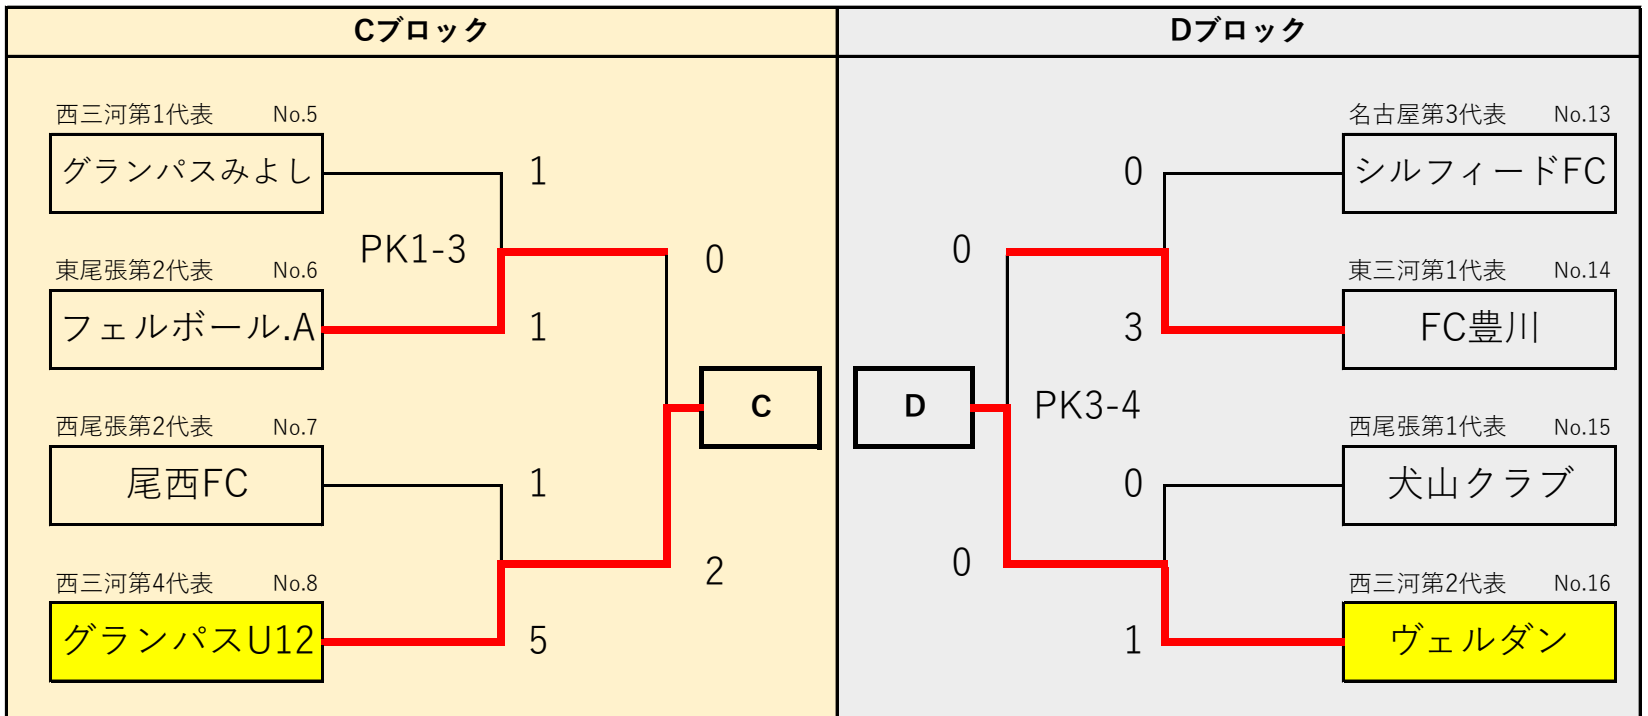 Cブロック
西三河第1代表 No.5
グランパスみよし
1
PK1-3
0
東尾張第2代表 No.6
フェルボール.A
1
C
西尾張第2代表 No.7
尾西FC
1
2
西三河第4代表 No.8
グランパスU12
5
Dブロック
名古屋第3代表 No.13
0
シルフィードFC
0
東三河第1代表 No.14
3
FC豊川
D
PK3-4
西尾張第1代表 No.15
0
犬山クラブ
0
西三河第2代表 No.16
1
ヴェルダン